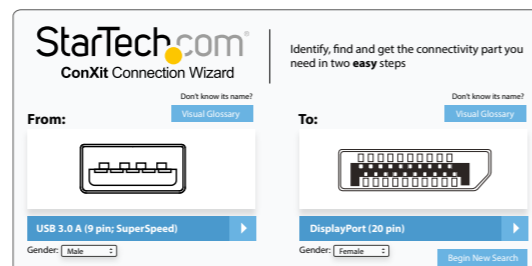 StarTech.com®
ConXit Connection Wizard
Identify, find and get the connectivity part you
need in two easy steps
Don't know its name?
Visual Glossary
From:
USB 3.0 A (9 pin; SuperSpeed)
Gender: Male
Don't know its name?
Visual Glossary
To:
DisplayPort (20 pin)
Gender: Female
Begin New Search